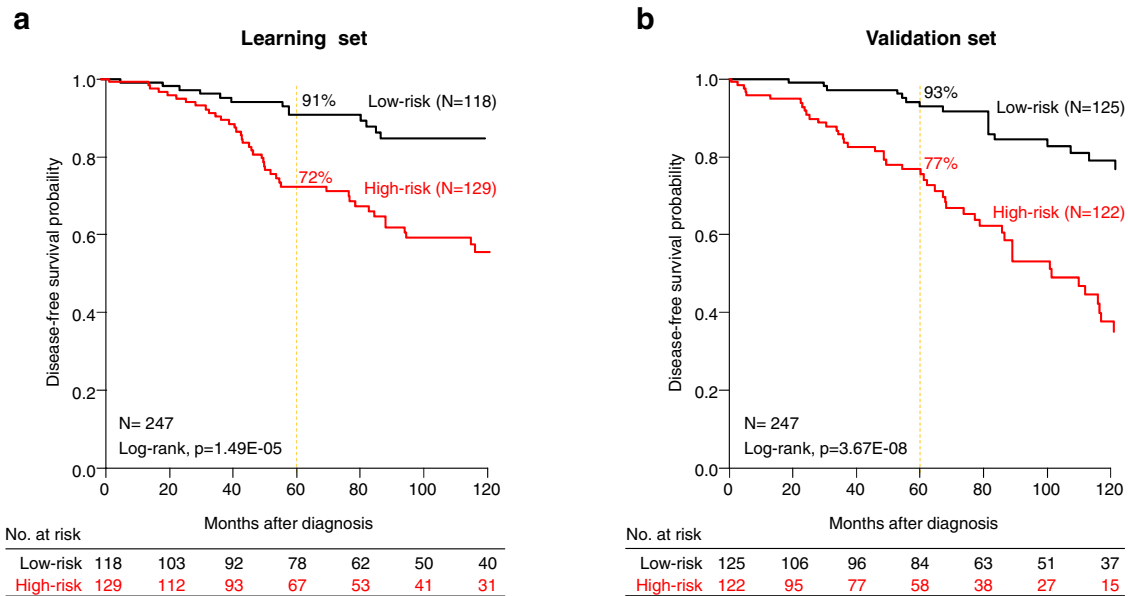 a
Learning set
1.0
0.8
0.6
0.4
0.2
0.0
Disease-free survival probability
91%
Low-risk (N=118)
72%
High-risk (N=129)
N= 247
Log-rank, p=1.49E-05
0 20 40 60 80 100 120
Months after diagnosis
No. at risk
Low-risk 118 103 92 78 62 50 40
High-risk 129 112 93 67 53 41 31
b
Validation set
1.0
0.8
0.6
0.4
0.2
0.0
Disease-free survival probability
93%
Low-risk (N=125)
77%
High-risk (N=122)
N= 247
Log-rank, p=3.67E-08
0 20 40 60 80 100 120
Months after diagnosis
No. at risk
Low-risk 125 106 96 84 63 51 37
High-risk 122 95 77 58 38 27 15